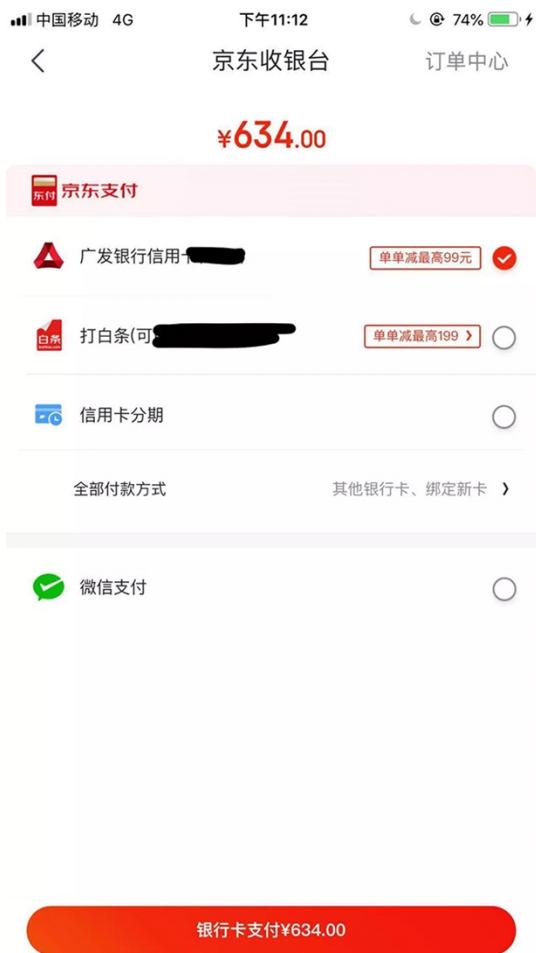 中国移动 4G 下午11:12 74%
京东收银台 订单中心
¥634.00
东付 京东支付
广发银行信用 单单减最高99元
白条 打白条(可 单单减最高199 >
信用卡分期
全部付款方式 其他银行卡、绑定新卡 >
微信支付
银行卡支付¥634.00